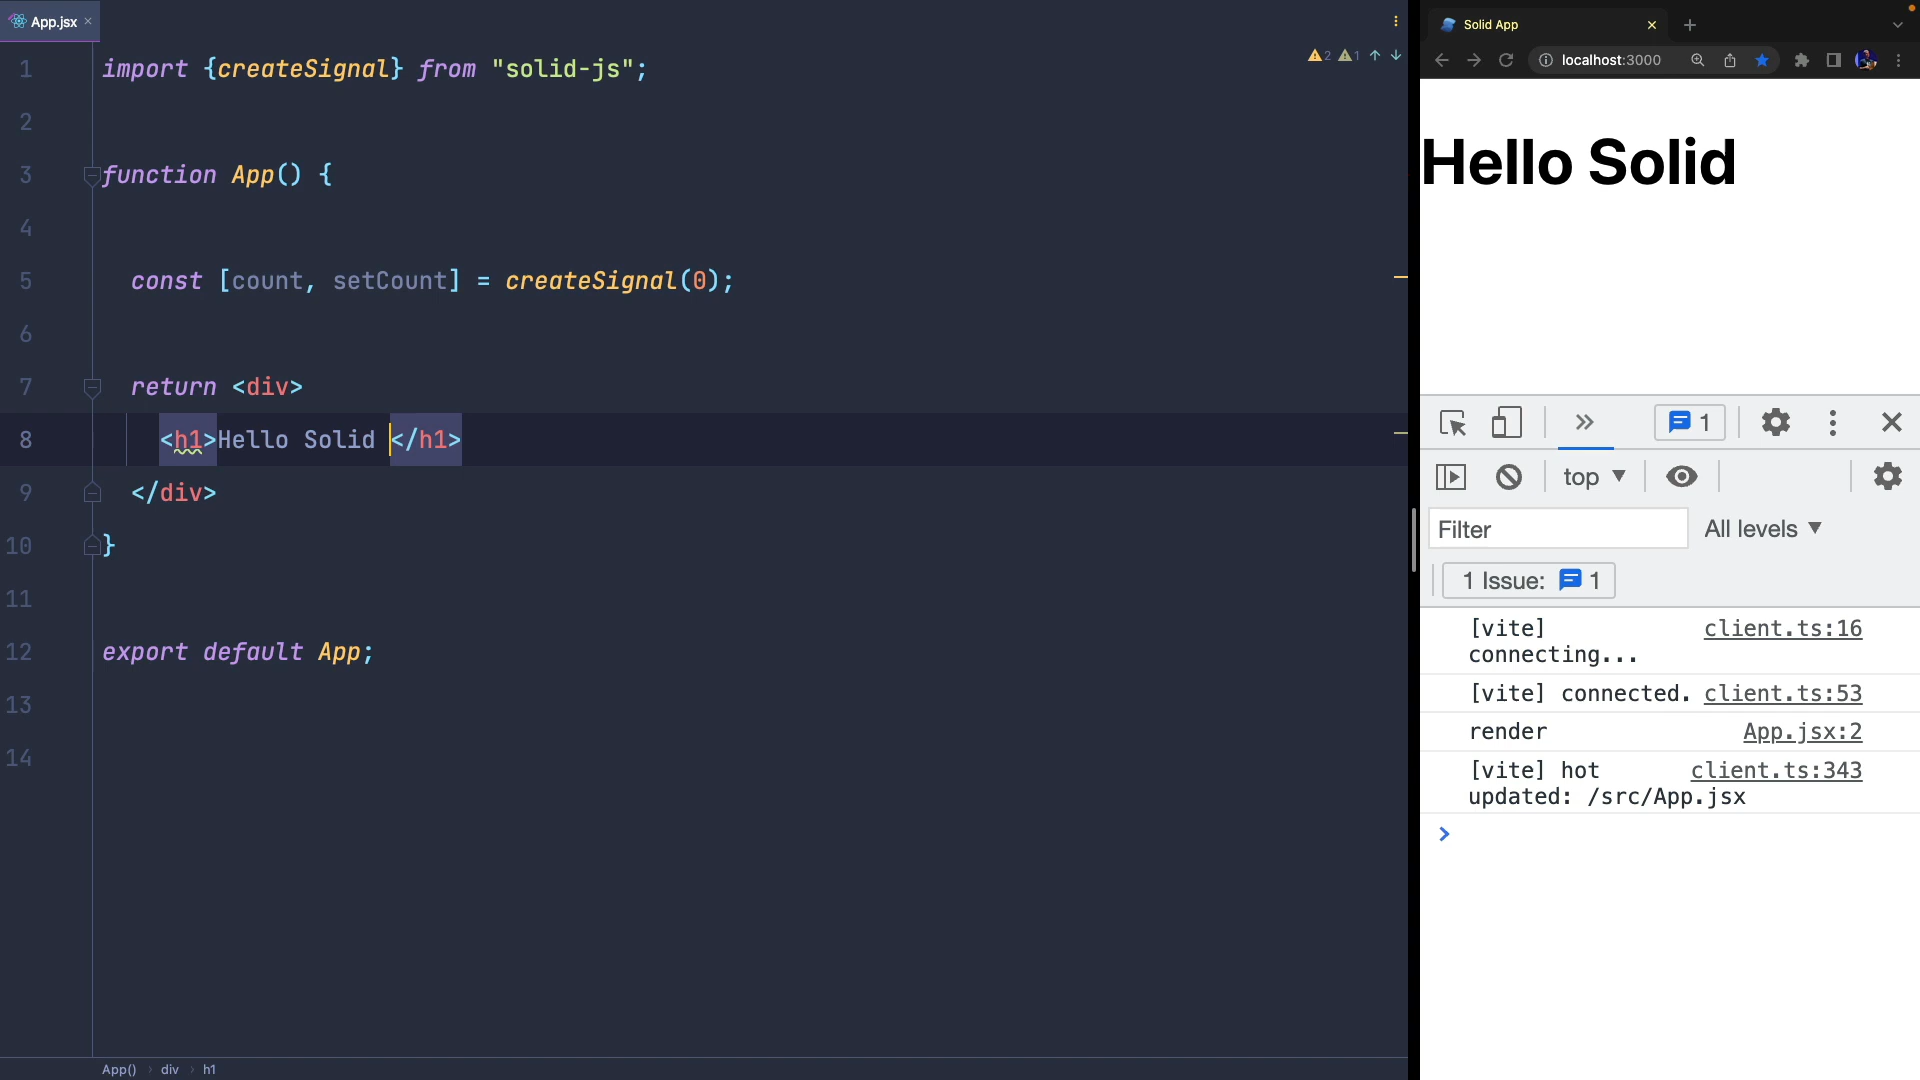 App.jsx
2 1
1 import {createSignal} from "solid-js";
2
3 function App() {
4
5 const [count, setCount] = createSignal(0);
6
7 return <div>
8 <h1>Hello Solid </h1>
9 </div>
10 }
11
12 export default App;
13
14
App() › div › h1
Solid App
localhost:3000
Hello Solid
1
top
Filter
All levels
1 Issue: 1
[vite] client.ts:16
connecting...
[vite] connected. client.ts:53
render App.jsx:2
[vite] hot client.ts:343
updated: /src/App.jsx